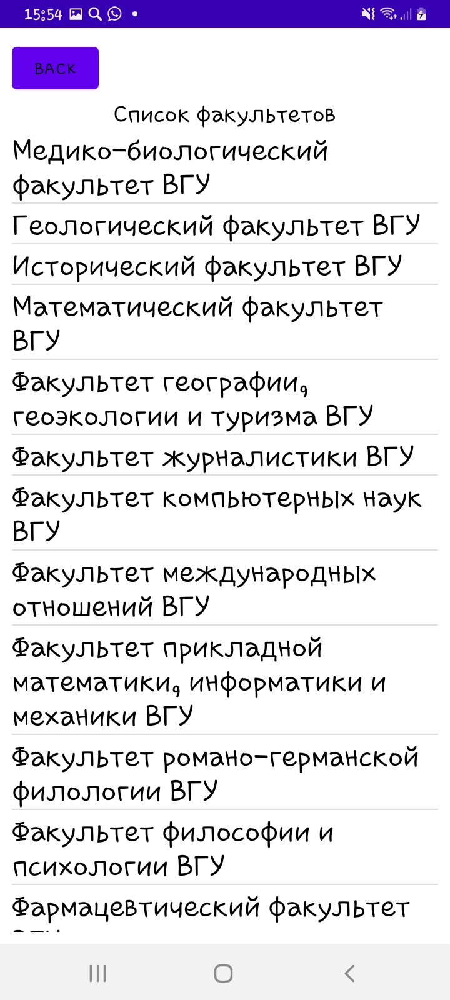 15:54
BACK
Список факультетов
Медико-биологический
факультет ВГУ
Геологический факультет ВГУ
Исторический факультет ВГУ
Математический факультет
ВГУ
Факультет географии,
геоэкологии и туризма ВГУ
Факультет журналистики ВГУ
Факультет компьютерных наук
ВГУ
Факультет международных
отношений ВГУ
Факультет прикладной
математики, информатики и
механики ВГУ
Факультет романо-германской
филологии ВГУ
Факультет философии и
психологии ВГУ
Фармацевтический факультет